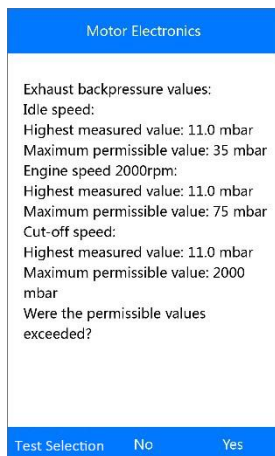 Motor Electronics
Exhaust backpressure values:
Idle speed:
Highest measured value: 11.0 mbar
Maximum permissible value: 35 mbar
Engine speed 2000rpm:
Highest measured value: 11.0 mbar
Maximum permissible value: 75 mbar
Cut-off speed:
Highest measured value: 11.0 mbar
Maximum permissible value: 2000
mbar
Were the permissible values
exceeded?
Test Selection No Yes